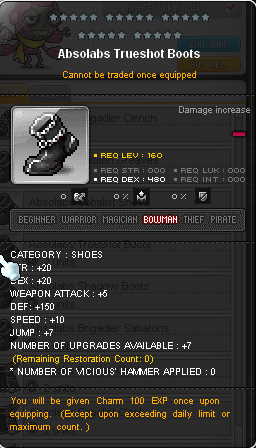 Absolabs Trueshot Boots
Cannot be traded once equipped
Damage increase
REQ LEV : 160
REQ STR : 000 REQ LUK : 000
REQ DEX : 480 REQ INT : 000
0 0% 0%
BEGINNER WARRIOR MAGICIAN BOWMAN THIEF PIRATE
CATEGORY : SHOES
STR : +20
DEX : +20
WEAPON ATTACK : +5
DEF: +150
SPEED : +10
JUMP : +7
NUMBER OF UPGRADES AVAILABLE : +7
(Remaining Restoration Count: 0)
* NUMBER OF VICIOUS' HAMMER APPLIED : 0
You will be given Charm 100 EXP once upon
equipping. (Except upon exceeding daily limit or
maximum count. )